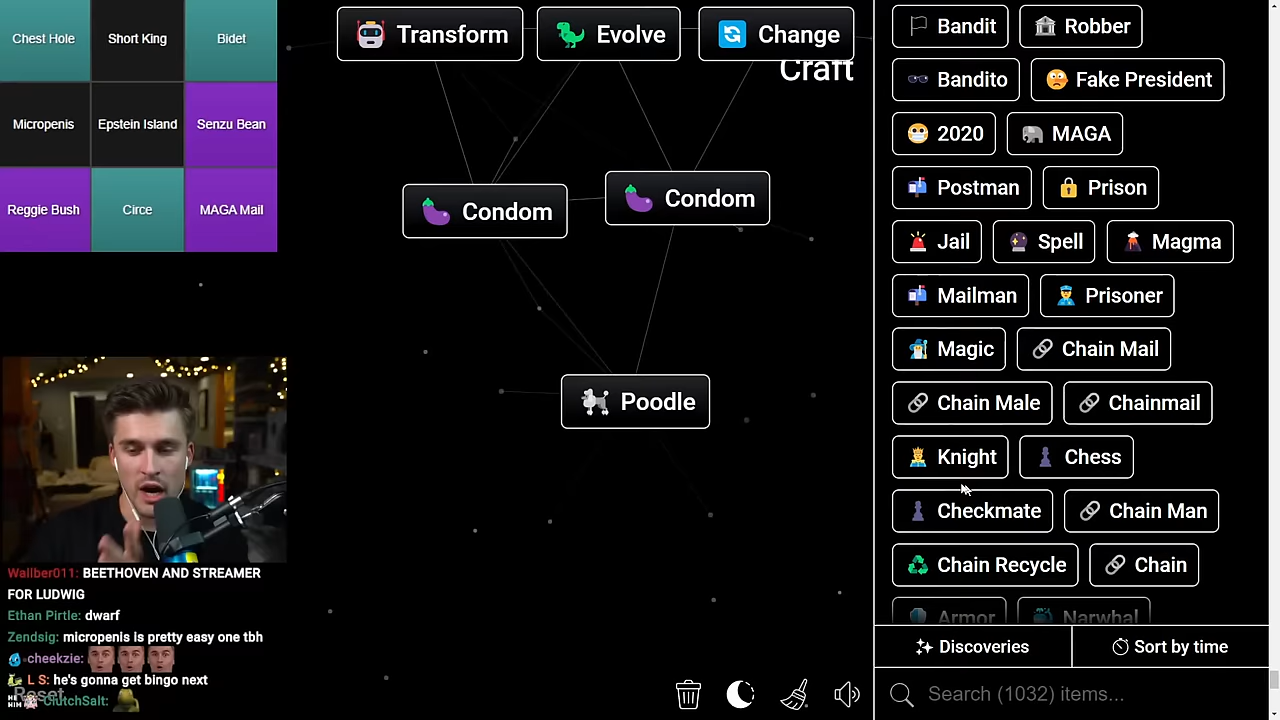 Chest Hole
Short King
Bidet
Micropenis
Epstein Island
Senzu Bean
Reggie Bush
Circe
MAGA Mail
Transform
Evolve
Change
Craft
Condom
Condom
Poodle
Bandit
Robber
Bandito
Fake President
2020
MAGA
Postman
Prison
Jail
Spell
Magma
Mailman
Prisoner
Magic
Chain Mail
Chain Male
Chainmail
Knight
Chess
Checkmate
Chain Man
Chain Recycle
Chain
Armor
Narwhal
Discoveries
Sort by time
Search (1032) items...
Wallber011: BEETHOVEN AND STREAMER
FOR LUDWIG
Ethan Pirtle: dwarf
Zendsig: micropenis is pretty easy one tbh
cheekzie:
L S: he's gonna get bingo next
Reset
ClutchSalt: